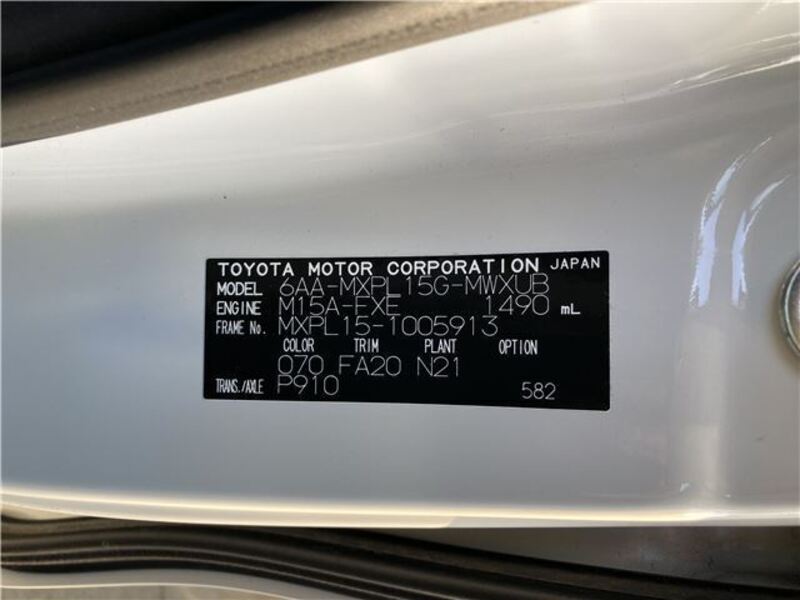 TOYOTA MOTOR CORPORATION JAPAN
MODEL 6AA-MXPL15G-MWXUB
ENGINE M15A-FXE 1490 mL
FRAME No. MXPL15-1005913
COLOR TRIM PLANT OPTION
070 FA20 N21
TRANS./AXLE P910 582